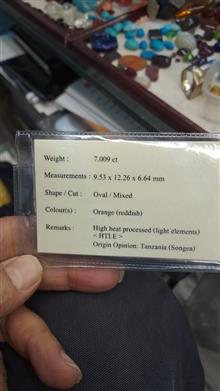 Weight : 7.009 ct
Measurements : 9.53 x 12.26 x 6.64 mm
Shape / Cut : Oval / Mixed
Colour(s) : Orange (reddish)
Remarks : High heat processed (light elements)
< HTLE >
Origin Opinion: Tanzania (Songea)